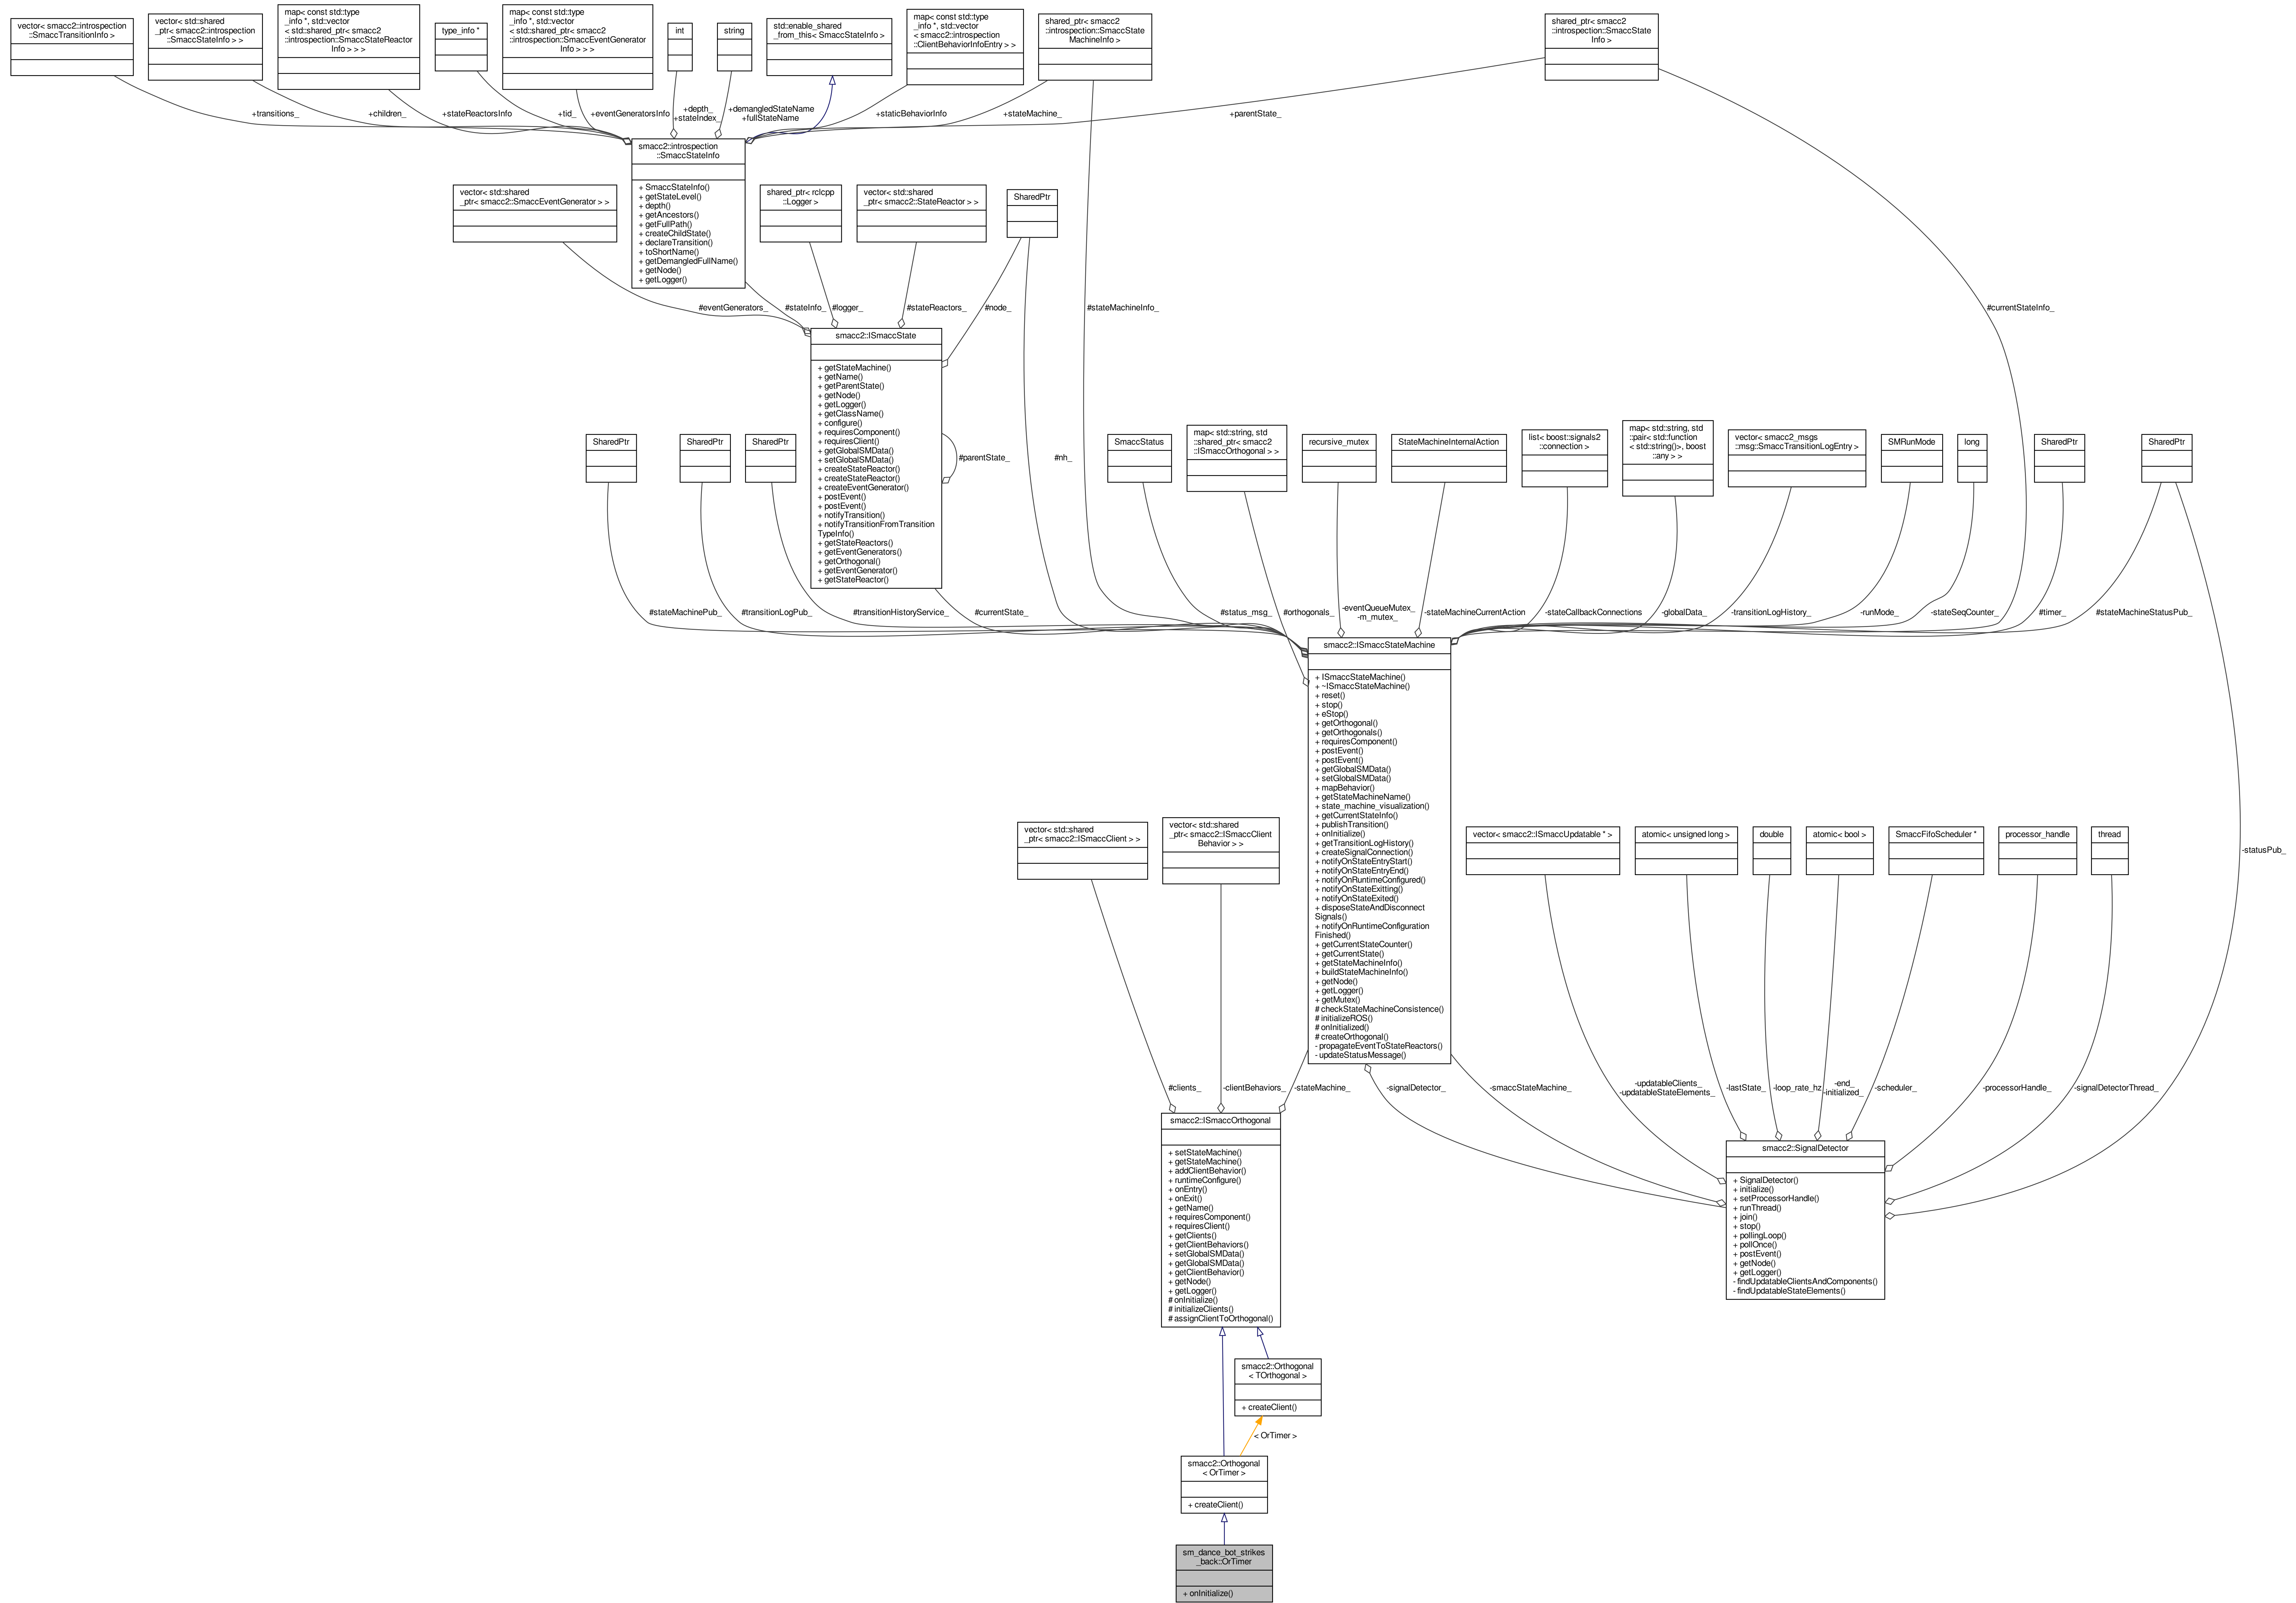 vector< smacc2::introspection
::SmaccTransitionInfo >
vector< std::shared
_ptr< smacc2::introspection
::SmaccStateInfo > >
map< const std::type
_info *, std::vector
< std::shared_ptr< smacc2
::introspection::SmaccStateReactor
Info > > >
type_info *
map< const std::type
_info *, std::vector
< std::shared_ptr< smacc2
::introspection::SmaccEventGenerator
Info > > >
int
string
std::enable_shared
_from_this< SmaccStateInfo >
map< const std::type
_info *, std::vector
< smacc2::introspection
::ClientBehaviorInfoEntry > >
shared_ptr< smacc2
::introspection::SmaccState
MachineInfo >
shared_ptr< smacc2
::introspection::SmaccState
Info >
+transitions_
+children_
+stateReactorsInfo
+tid_
+eventGeneratorsInfo
+depth_
+stateIndex_
+demangledStateName
+fullStateName
+staticBehaviorInfo
+stateMachine_
+parentState_
smacc2::introspection
::SmaccStateInfo
+ SmaccStateInfo()
+ getStateLevel()
+ depth()
+ getAncestors()
+ getFullPath()
+ createChildState()
+ declareTransition()
+ toShortName()
+ getDemangledFullName()
+ getNode()
+ getLogger()
vector< std::shared
_ptr< smacc2::SmaccEventGenerator > >
shared_ptr< rclcpp
::Logger >
vector< std::shared
_ptr< smacc2::StateReactor > >
SharedPtr
#eventGenerators_
#stateInfo_
#logger_
#stateReactors_
#node_
#stateMachineInfo_
#currentStateInfo_
smacc2::ISmaccState
+ getStateMachine()
+ getName()
+ getParentState()
+ getNode()
+ getLogger()
+ getClassName()
+ configure()
+ requiresComponent()
+ requiresClient()
+ getGlobalSMData()
+ setGlobalSMData()
+ createStateReactor()
+ createStateReactor()
+ createEventGenerator()
+ postEvent()
+ postEvent()
+ notifyTransition()
+ notifyTransitionFromTransition
TypeInfo()
+ getStateReactors()
+ getEventGenerators()
+ getOrthogonal()
+ getEventGenerator()
+ getStateReactor()
#parentState_
#nh_
SharedPtr
SharedPtr
SharedPtr
SmaccStatus
map< std::string, std
::shared_ptr< smacc2
::ISmaccOrthogonal > >
recursive_mutex
StateMachineInternalAction
list< boost::signals2
::connection >
map< std::string, std
::pair< std::function
< std::string()>, boost
::any > >
vector< smacc2_msgs
::msg::SmaccTransitionLogEntry >
SMRunMode
long
SharedPtr
SharedPtr
#stateMachinePub_
#transitionLogPub_
#transitionHistoryService_
#currentState_
#status_msg_
#orthogonals_
-eventQueueMutex_
-m_mutex_
-stateMachineCurrentAction
-stateCallbackConnections
-globalData_
-transitionLogHistory_
-runMode_
-stateSeqCounter_
#timer_
#stateMachineStatusPub_
smacc2::ISmaccStateMachine
+ ISmaccStateMachine()
+ ~ISmaccStateMachine()
+ reset()
+ stop()
+ eStop()
+ getOrthogonal()
+ getOrthogonals()
+ requiresComponent()
+ postEvent()
+ postEvent()
+ getGlobalSMData()
+ setGlobalSMData()
+ mapBehavior()
+ getStateMachineName()
+ state_machine_visualization()
+ getCurrentStateInfo()
+ publishTransition()
+ onInitialize()
+ getTransitionLogHistory()
+ createSignalConnection()
+ notifyOnStateEntryStart()
+ notifyOnStateEntryEnd()
+ notifyOnRuntimeConfigured()
+ notifyOnStateExitting()
+ notifyOnStateExited()
+ disposeStateAndDisconnect
Signals()
+ notifyOnRuntimeConfiguration
Finished()
+ getCurrentStateCounter()
+ getCurrentState()
+ getStateMachineInfo()
+ buildStateMachineInfo()
+ getNode()
+ getLogger()
+ getMutex()
# checkStateMachineConsistence()
# initializeROS()
# onInitialized()
# createOrthogonal()
- propagateEventToStateReactors()
- updateStatusMessage()
vector< std::shared
_ptr< smacc2::ISmaccClient > >
vector< std::shared
_ptr< smacc2::ISmaccClient
Behavior > >
vector< smacc2::ISmaccUpdatable * >
atomic< unsigned long >
double
atomic< bool >
SmaccFifoScheduler *
processor_handle
thread
-statusPub_
#clients_
-clientBehaviors_
-stateMachine_
-signalDetector_
-smaccStateMachine_
-updatableClients_
-updatableStateElements_
-lastState_
-loop_rate_hz
-end_
-initialized_
-scheduler_
-processorHandle_
-signalDetectorThread_
smacc2::ISmaccOrthogonal
+ setStateMachine()
+ getStateMachine()
+ addClientBehavior()
+ runtimeConfigure()
+ onEntry()
+ onExit()
+ getName()
+ requiresComponent()
+ requiresClient()
+ getClients()
+ getClientBehaviors()
+ setGlobalSMData()
+ getGlobalSMData()
+ getClientBehavior()
+ getNode()
+ getLogger()
# onInitialize()
# initializeClients()
# assignClientToOrthogonal()
smacc2::SignalDetector
+ SignalDetector()
+ initialize()
+ setProcessorHandle()
+ runThread()
+ join()
+ stop()
+ pollingLoop()
+ pollOnce()
+ postEvent()
+ getNode()
+ getLogger()
- findUpdatableClientsAndComponents()
- findUpdatableStateElements()
smacc2::Orthogonal
< TOrthogonal >
+ createClient()
< OrTimer >
smacc2::Orthogonal
< OrTimer >
+ createClient()
sm_dance_bot_strikes
_back::OrTimer
+ onInitialize()